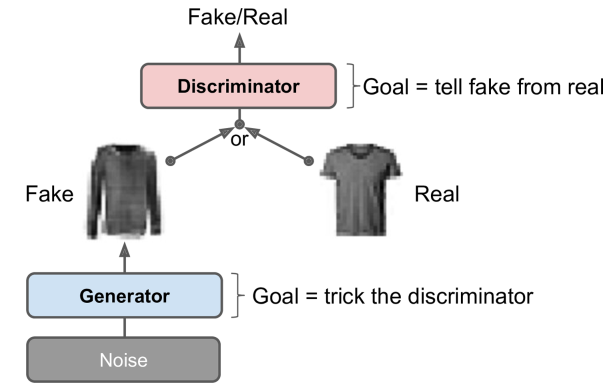 Fake/Real
Discriminator
Goal = tell fake from real
or
Fake
Real
Generator
Goal = trick the discriminator
Noise